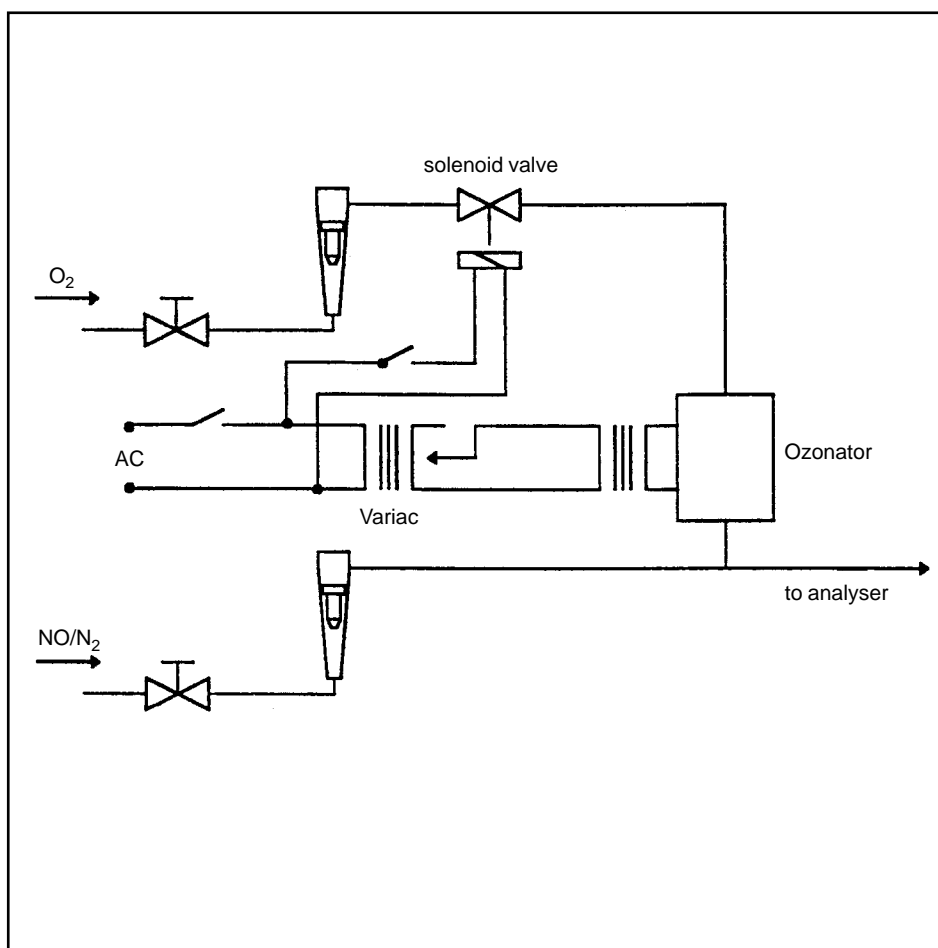 solenoid valve
O₂
AC
Ozonator
Variac
to analyser
NO/N₂